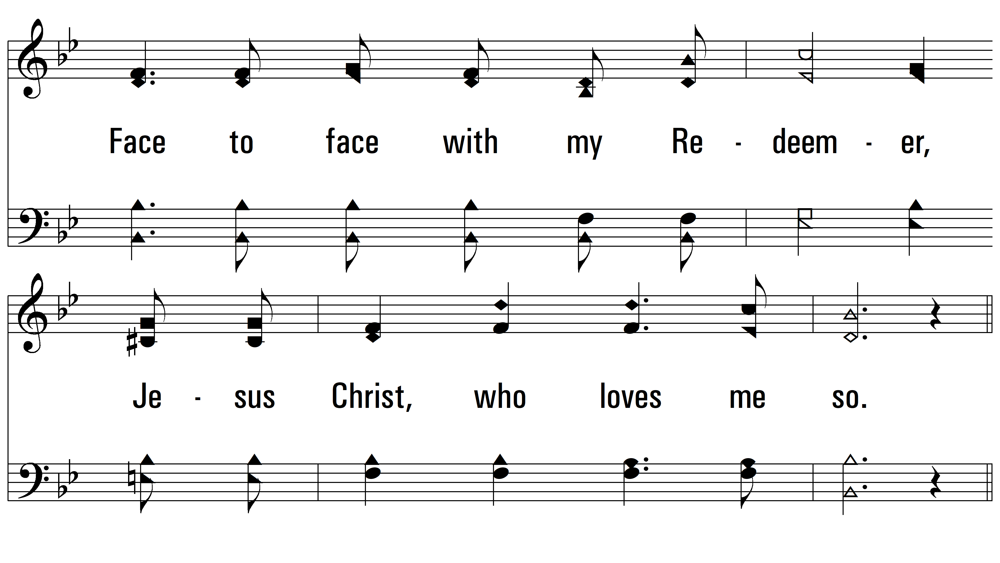 Face to face with my Re - deem - er,
Je - sus Christ, who loves me so.